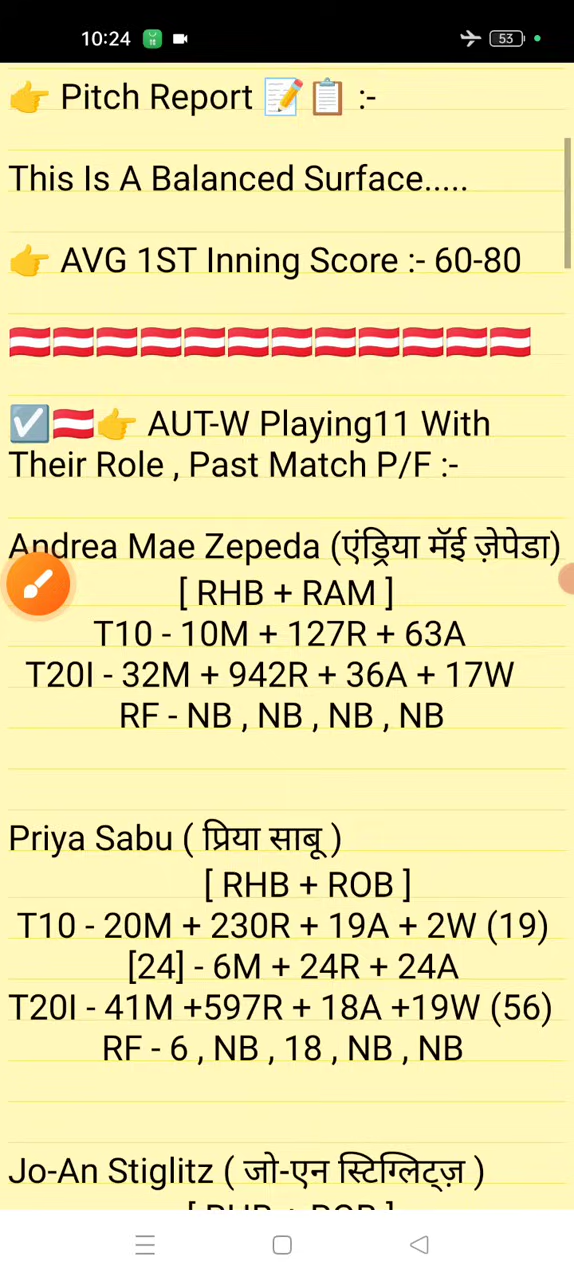 10:24
53
👉 Pitch Report 📝📋 :-
This Is A Balanced Surface.....
👉 AVG 1ST Inning Score :- 60-80
🇦🇹🇦🇹🇦🇹🇦🇹🇦🇹🇦🇹🇦🇹🇦🇹🇦🇹🇦🇹🇦🇹🇦🇹
☑️🇦🇹👉 AUT-W Playing11 With
Their Role , Past Match P/F :-
Andrea Mae Zepeda (एंड्रिया मॅई ज़ेपेडा)
[ RHB + RAM ]
T10 - 10M + 127R + 63A
T20I - 32M + 942R + 36A + 17W
RF - NB , NB , NB , NB
Priya Sabu ( प्रिया साबू )
[ RHB + ROB ]
T10 - 20M + 230R + 19A + 2W (19)
[24] - 6M + 24R + 24A
T20I - 41M +597R + 18A +19W (56)
RF - 6 , NB , 18 , NB , NB
Jo-An Stiglitz ( जो-एन स्टिग्लिट्ज़ )
[ RHB + ROB ]